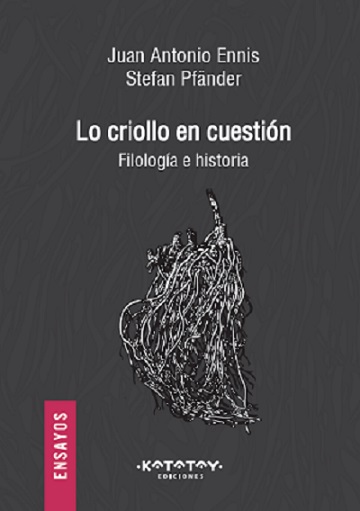 Juan Antonio Ennis
Stefan Pfänder
Lo criollo en cuestión
Filología e historia
ENSAYOS
·KATATAY·
EDICIONES